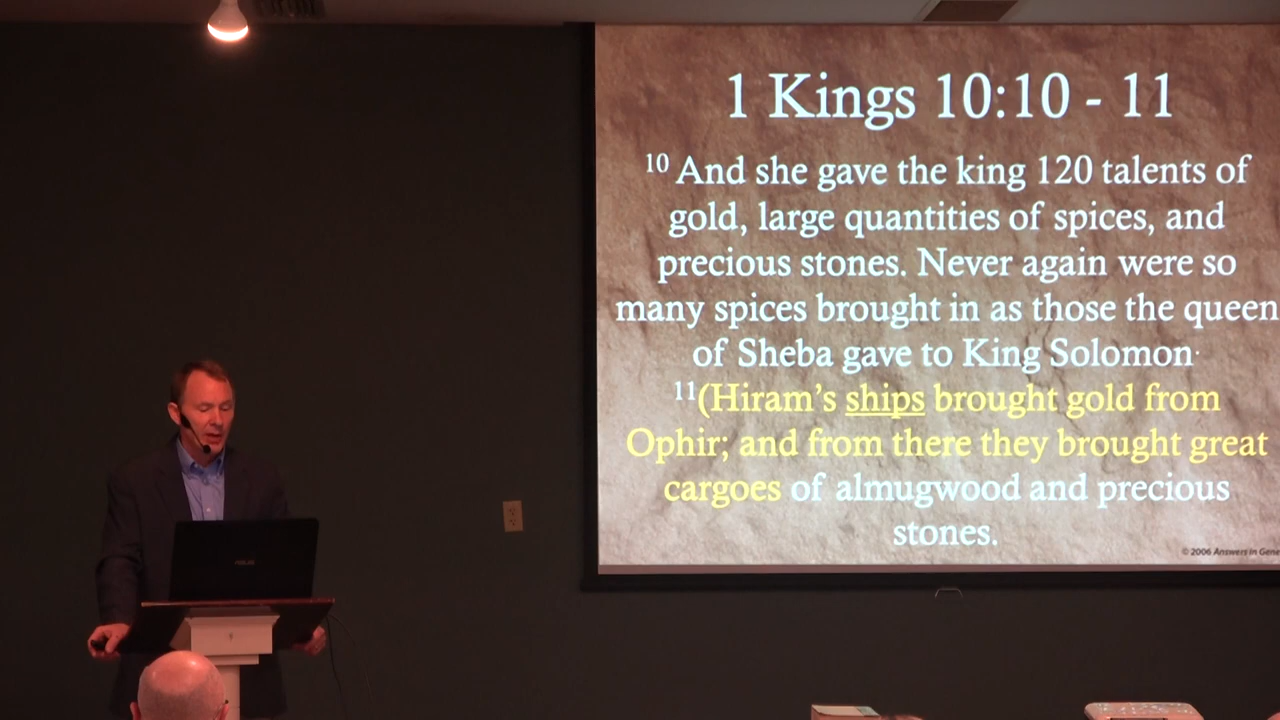 1 Kings 10:10 - 11
10 And she gave the king 120 talents of
gold, large quantities of spices, and
precious stones. Never again were so
many spices brought in as those the queen
of Sheba gave to King Solomon.
11(Hiram's ships brought gold from
Ophir; and from there they brought great
cargoes of almugwood and precious
stones.
© 2006 Answers in Gene
ASUS